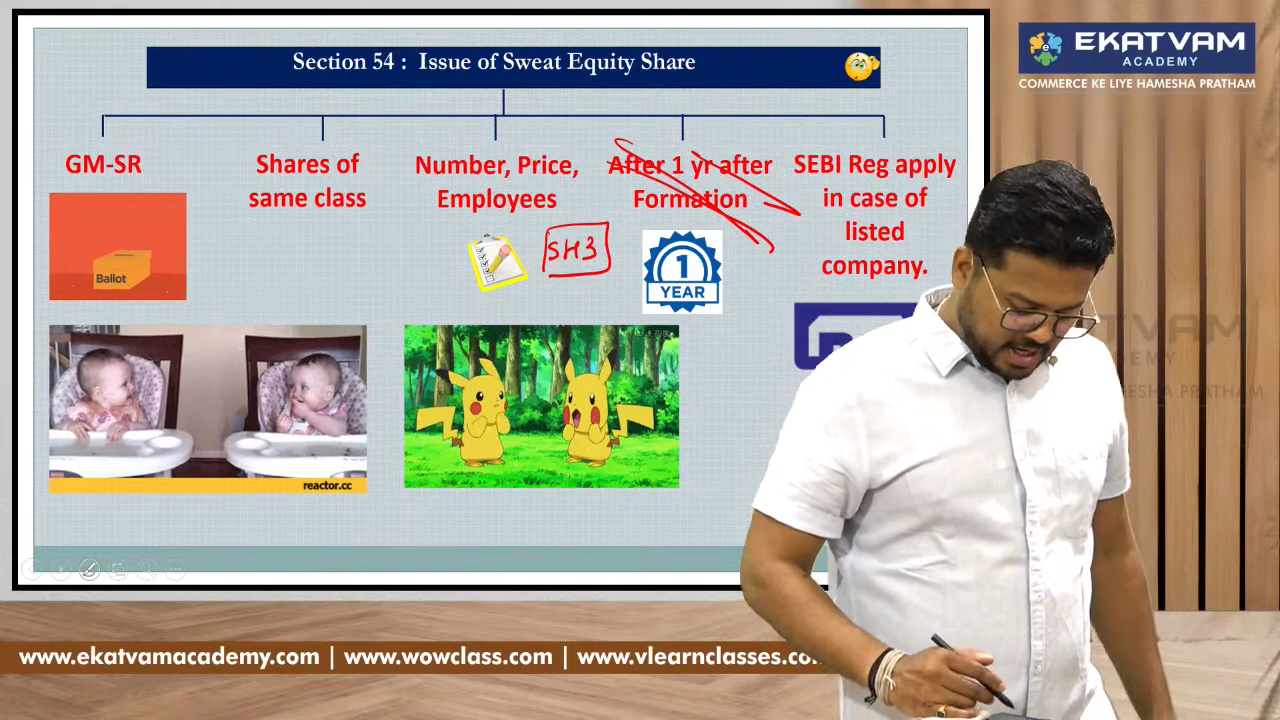 Section 54 : Issue of Sweat Equity Share
EKATVAM
ACADEMY
COMMERCE KE LIYE HAMESHA PRATHAM
GM-SR
Shares of
same class
Number, Price,
Employees
After 1 yr after
Formation
SEBI Reg apply
in case of
listed
company.
SH3
Ballot
1
YEAR
reactor.cc
www.ekatvamacademy.com | www.wowclass.com | www.vlearnclasses.com